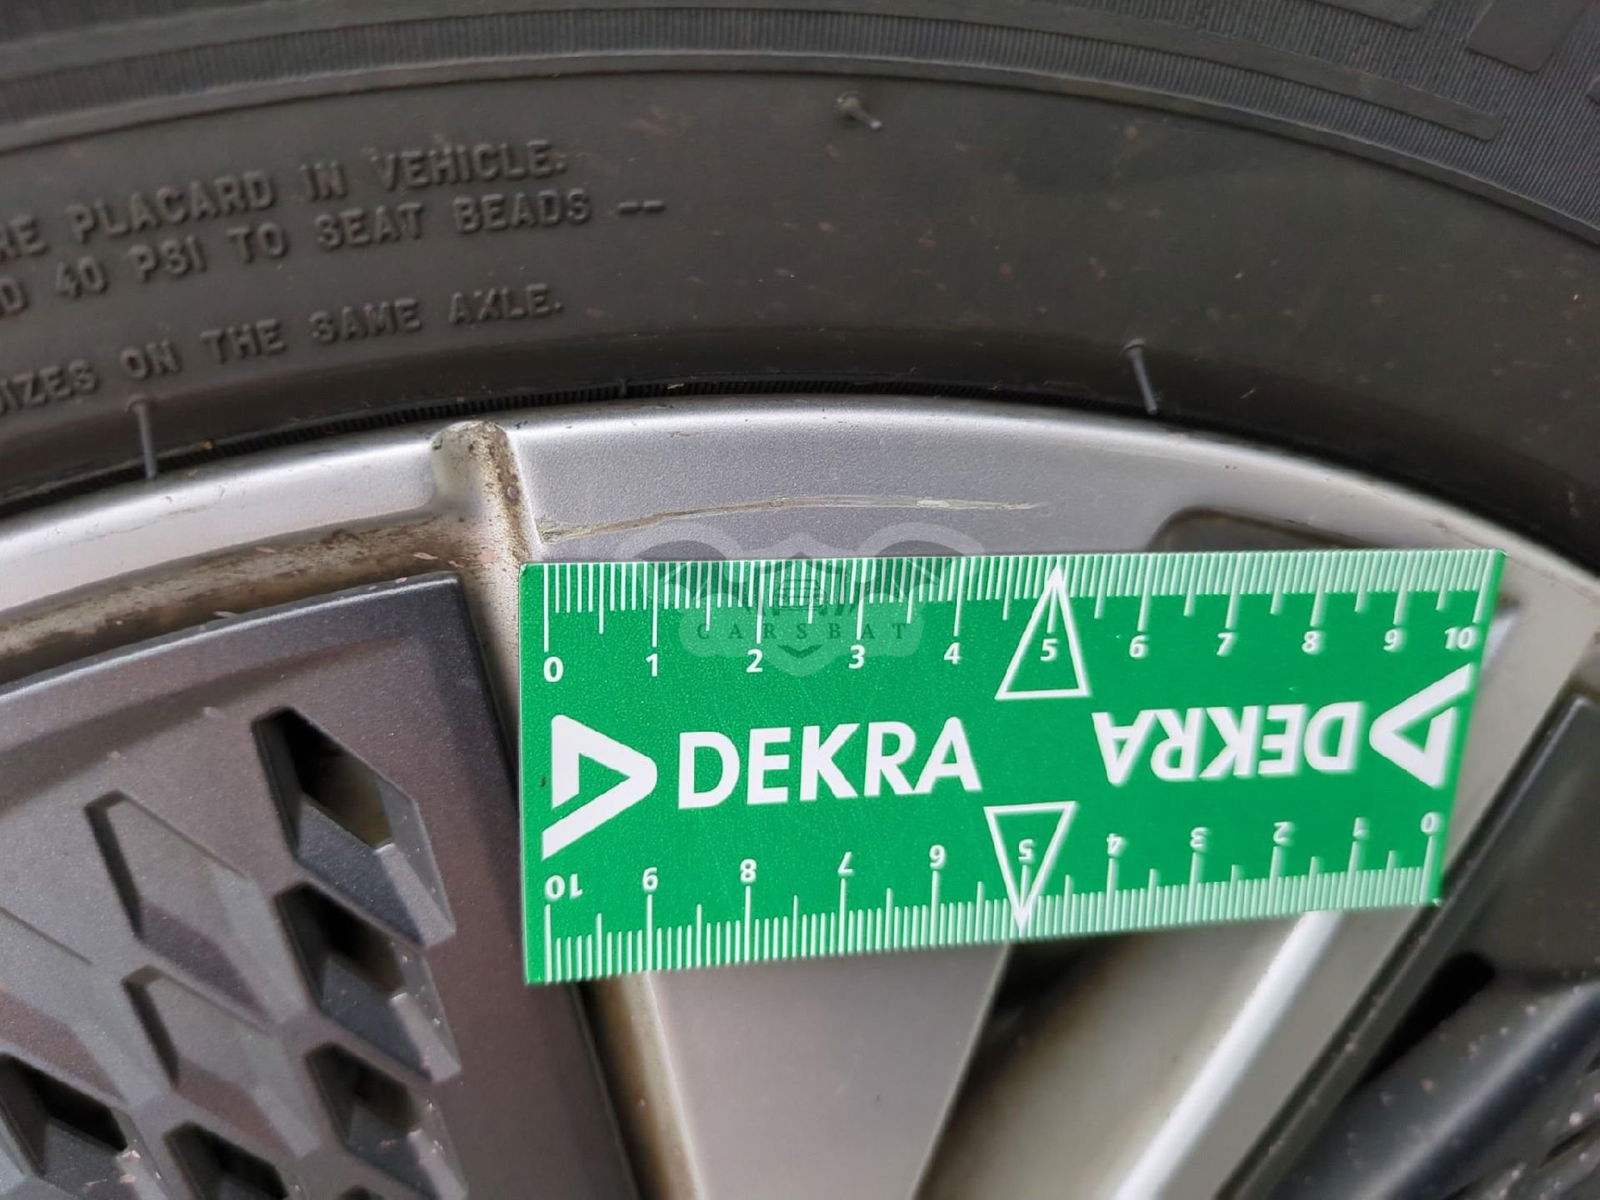 RE PLACARD IN VEHICLE.
40 PSI TO SEAT BEADS --
SIZES ON THE SAME AXLE.
CARSBAT
0 1 2 3 4 5 6 7 8 9 10
DEKRA DEKRA
10 9 8 7 6 5 4 3 2 1 0